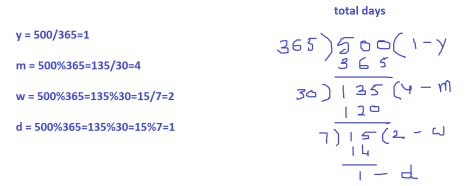 total days
y = 500/365=1
m = 500%365=135/30=4
w = 500%365=135%30=15/7=2
d = 500%365=135%30=15%7=1
365)500(1-y
365
30)135(4-m
120
7)15(2-w
14
1-d